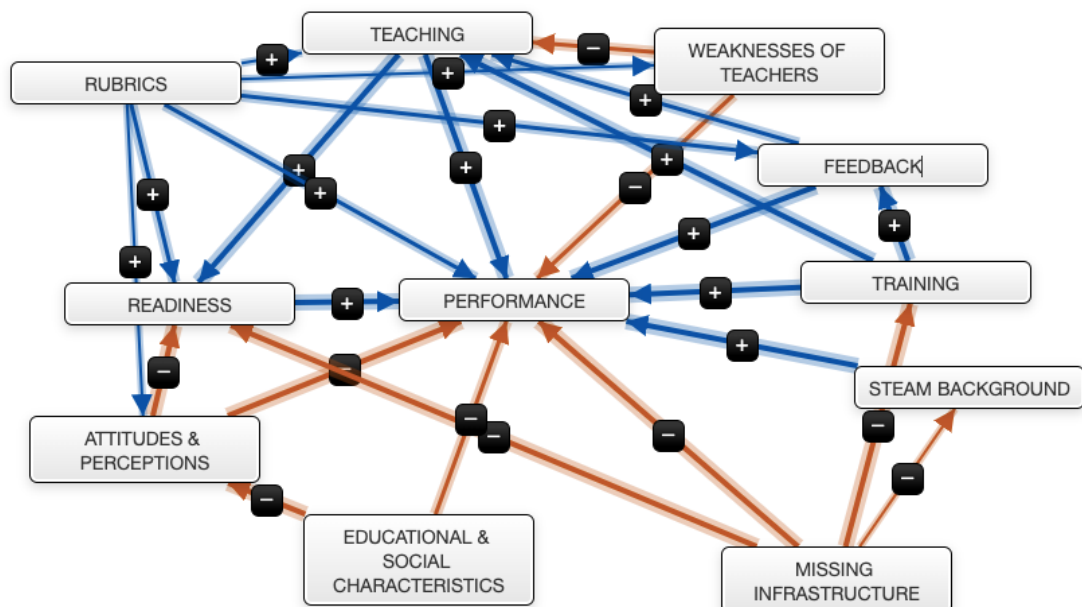 TEACHING
WEAKNESSES OF
TEACHERS
RUBRICS
FEEDBACK
READINESS
PERFORMANCE
TRAINING
STEAM BACKGROUND
ATTITUDES &
PERCEPTIONS
EDUCATIONAL &
SOCIAL
CHARACTERISTICS
MISSING
INFRASTRUCTURE
+
−
+
+
+
+
+
+
+
+
−
+
+
+
+
+
+
−
−
−
−
−
−
−
−